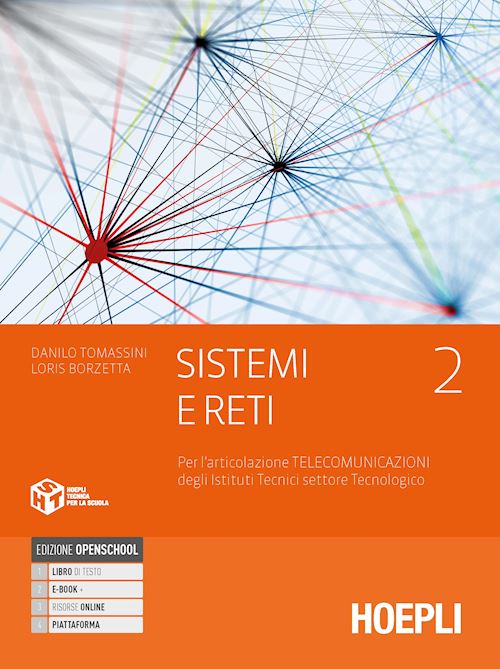 DANILO TOMASSINI
LORIS BORZETTA
SISTEMI
E RETI
2
Per l'articolazione TELECOMUNICAZIONI
degli Istituti Tecnici settore Tecnologico
HTS
HOEPLI
TECNICA
PER LA SCUOLA
EDIZIONE OPENSCHOOL
1 LIBRO DI TESTO
2 E-BOOK +
3 RISORSE ONLINE
4 PIATTAFORMA
HOEPLI